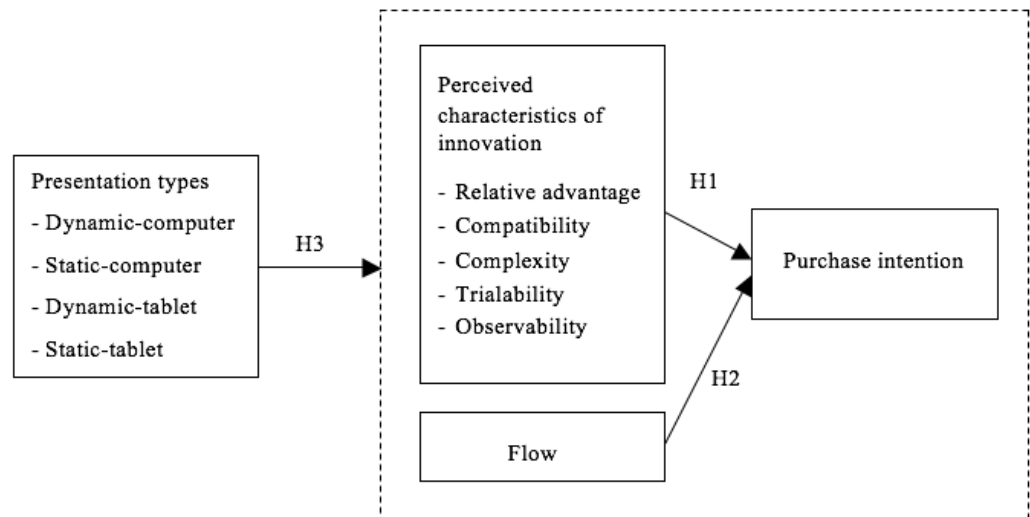 Presentation types
- Dynamic-computer
- Static-computer
- Dynamic-tablet
- Static-tablet
H3
Perceived
characteristics of
innovation
- Relative advantage
- Compatibility
- Complexity
- Trialability
- Observability
Flow
H1
H2
Purchase intention